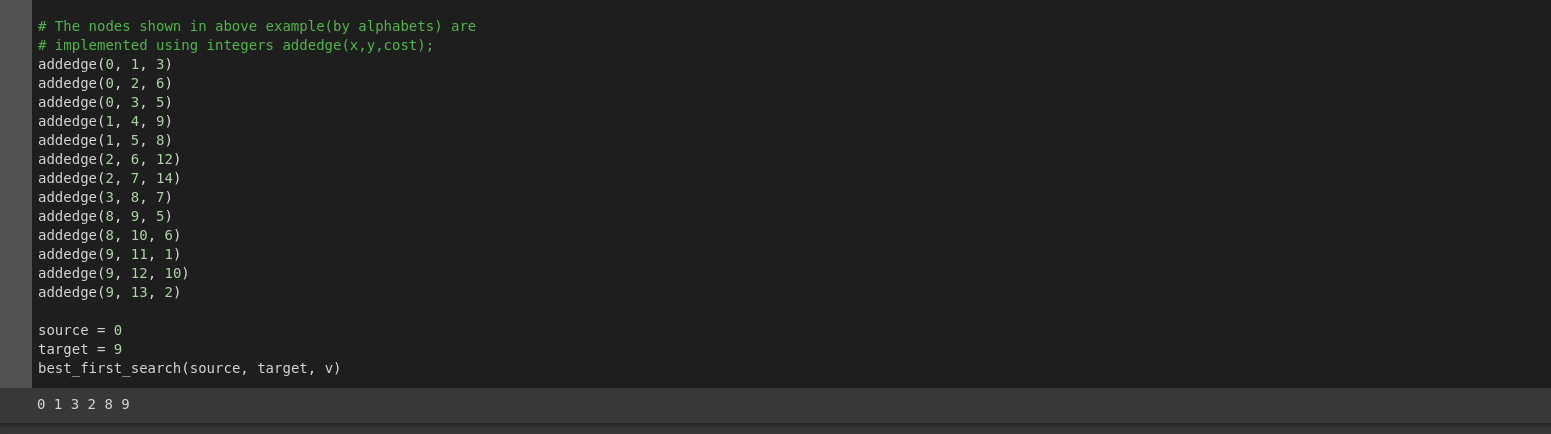 # The nodes shown in above example(by alphabets) are
# implemented using integers addedge(x,y,cost);
addedge(0, 1, 3)
addedge(0, 2, 6)
addedge(0, 3, 5)
addedge(1, 4, 9)
addedge(1, 5, 8)
addedge(2, 6, 12)
addedge(2, 7, 14)
addedge(3, 8, 7)
addedge(8, 9, 5)
addedge(8, 10, 6)
addedge(9, 11, 1)
addedge(9, 12, 10)
addedge(9, 13, 2)
source = 0
target = 9
best_first_search(source, target, v)
0 1 3 2 8 9